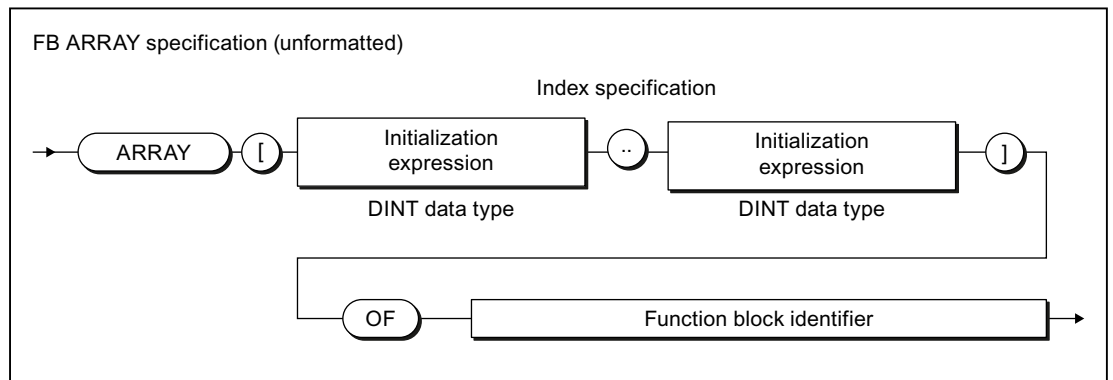 FB ARRAY specification (unformatted)
Index specification
ARRAY [ Initialization expression .. Initialization expression ]
DINT data type DINT data type
OF Function block identifier